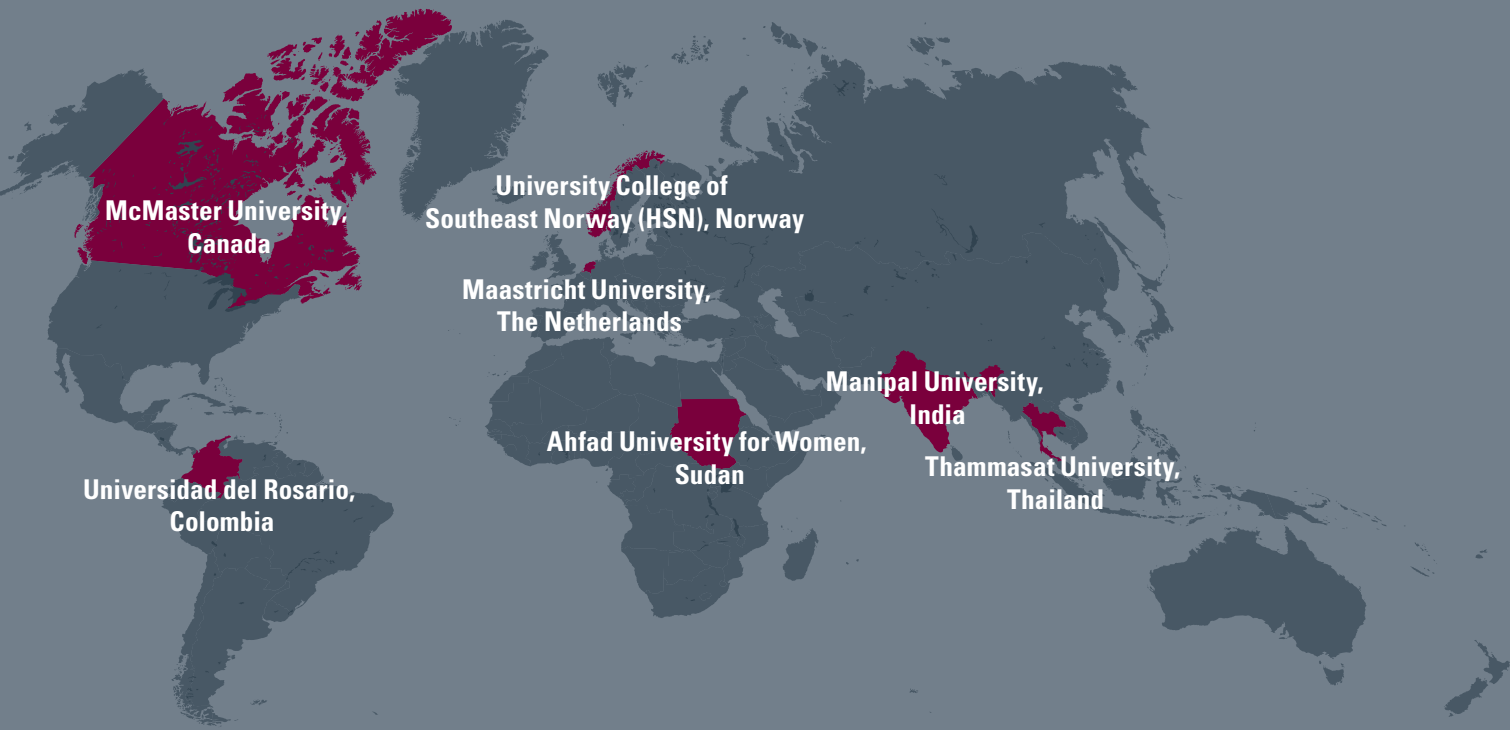 McMaster University,
Canada
University College of
Southeast Norway (HSN), Norway
Maastricht University,
The Netherlands
Manipal University,
India
Ahfad University for Women,
Sudan
Thammasat University,
Thailand
Universidad del Rosario,
Colombia